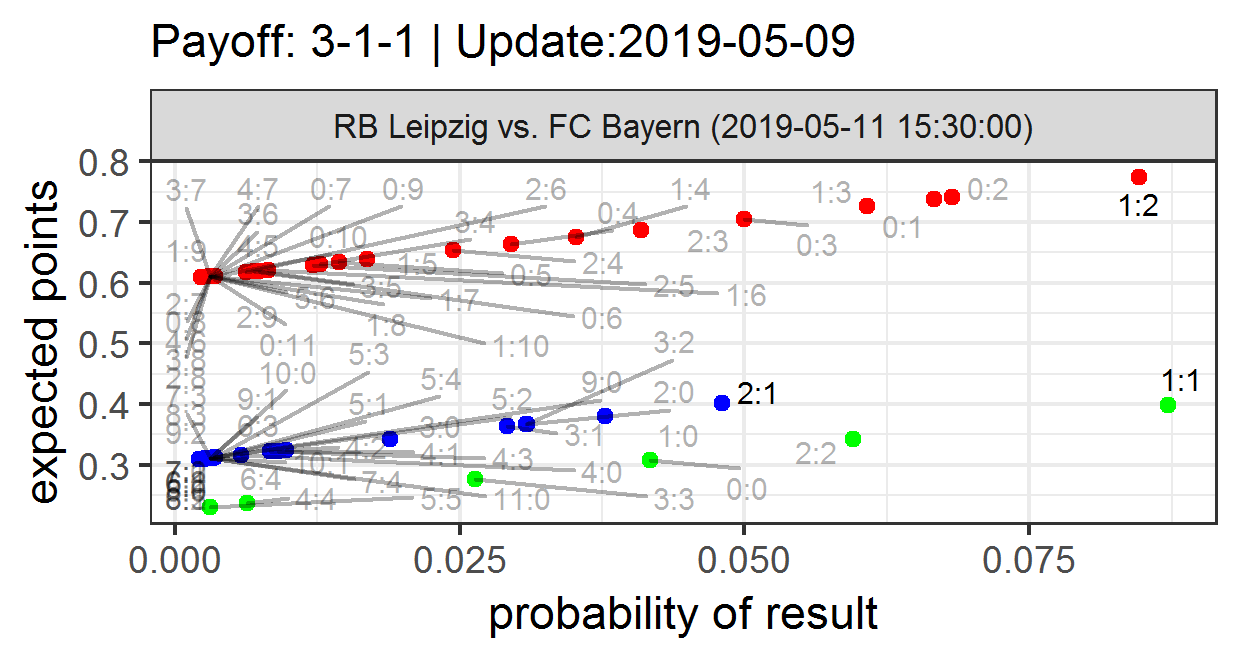 Payoff: 3-1-1 | Update:2019-05-09
RB Leipzig vs. FC Bayern (2019-05-11 15:30:00)
expected points
0.8
0.7
0.6
0.5
0.4
0.3
3:7 4:7 0:7 0:9 2:6 1:4 1:3 0:2
3:6 3:4 0:4 1:2
1:9 4:5 0:10 2:3 0:3 0:1
1:5 0:5 2:4
3:5 2:5 1:6
2:7 5:6 1:7
2:9 1:8 0:6
0:11 1:10
5:3 3:2
10:0
7:3 9:1 5:4 9:0 2:0 2:1 1:1
8:3 5:1 5:2
9:2 6:3 3:0 3:1 1:0
4:2 4:1 4:3 2:2
10:1 4:0
6:4 7:4 0:0
4:4 5:5 11:0 3:3
0.000
0.025
0.050
0.075
probability of result